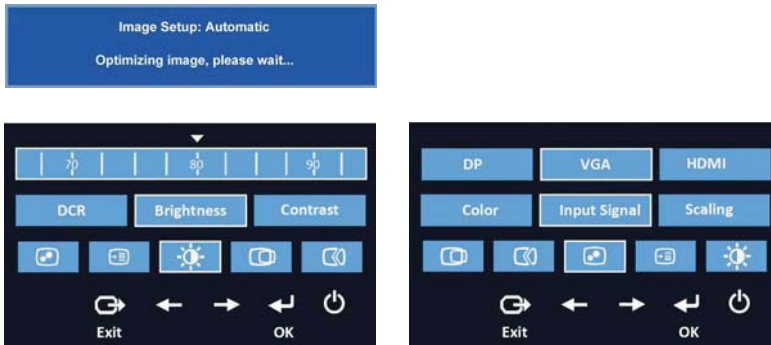 Image Setup: Automatic
Optimizing image, please wait...
70 80 90
DCR Brightness Contrast
Exit OK
DP VGA HDMI
Color Input Signal Scaling
Exit OK